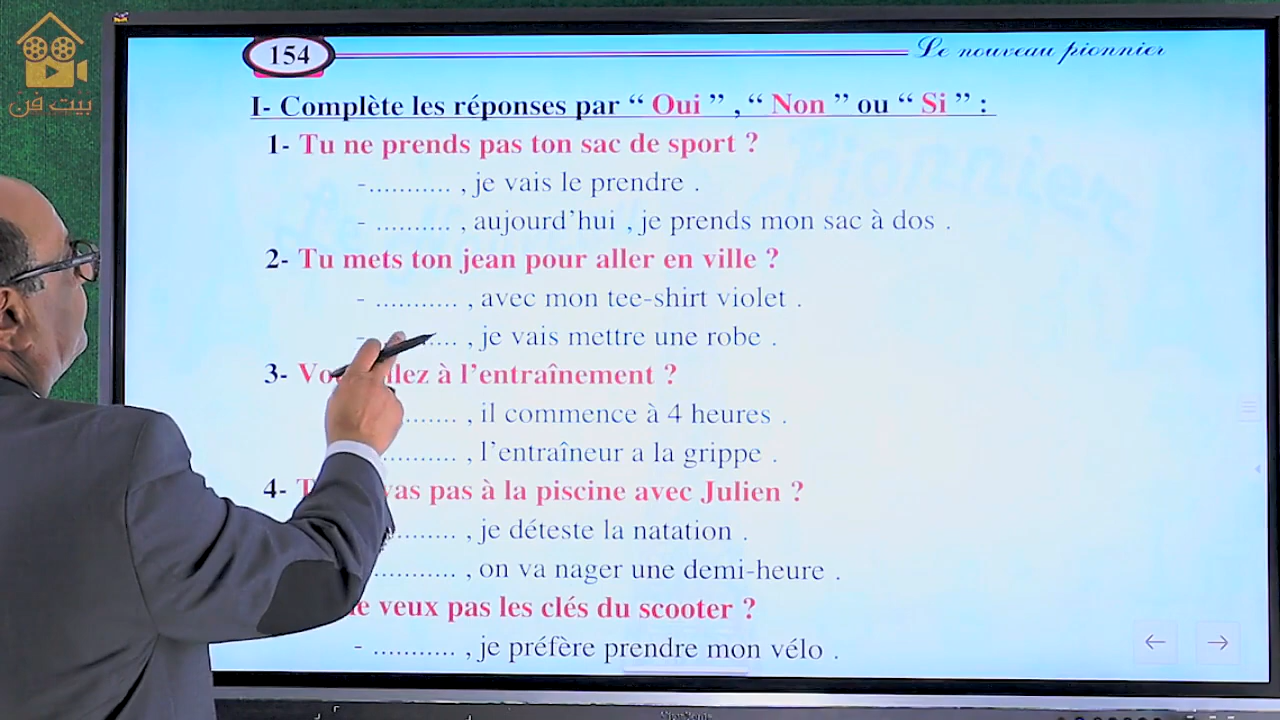 بيت فن
154
Le nouveau pionnier
I- Complète les réponses par “ Oui ” , “ Non ” ou “ Si ” :
1- Tu ne prends pas ton sac de sport ?
-........... , je vais le prendre .
- .......... , aujourd’hui , je prends mon sac à dos .
2- Tu mets ton jean pour aller en ville ?
- ........... , avec mon tee-shirt violet .
- .... , je vais mettre une robe .
3- à l’entraînement ?
....... , il commence à 4 heures .
.......... , l’entraîneur a la grippe .
4- vas pas à la piscine avec Julien ?
........ , je déteste la natation .
........... , on va nager une demi-heure .
veux pas les clés du scooter ?
- ........... , je préfère prendre mon vélo .